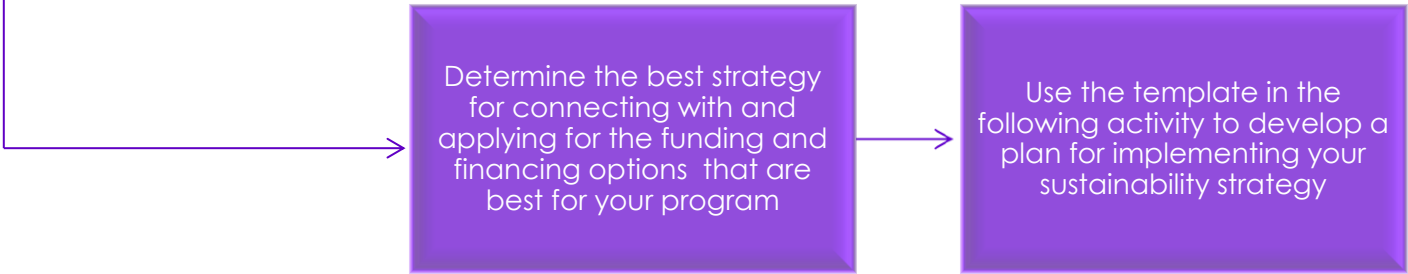 Determine the best strategy
for connecting with and
applying for the funding and
financing options  that are
best for your program
Use the template in the
following activity to develop a
plan for implementing your
sustainability strategy